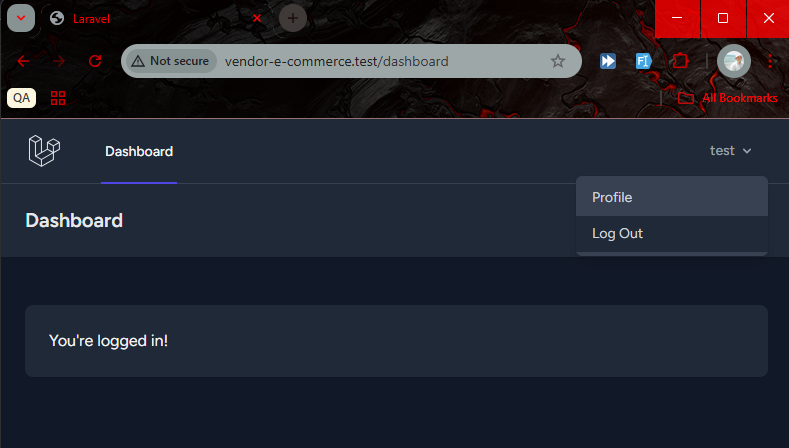 Laravel
Not secure
vendor-e-commerce.test/dashboard
QA
All Bookmarks
Dashboard
test
Profile
Log Out
Dashboard
You're logged in!